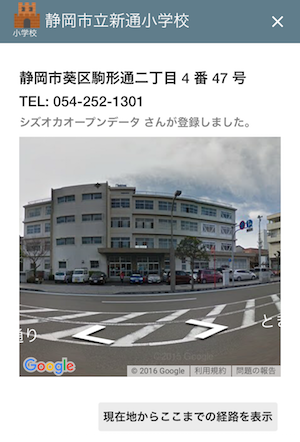 静岡市立新通小学校
小学校
静岡市葵区駒形通二丁目 4 番 47 号
TEL: 054-252-1301
シズオカオープンデータ さんが登録しました。
通り
とま
Google
© 2016 Google
© 2016 Google 利用規約 問題の報告
現在地からここまでの経路を表示